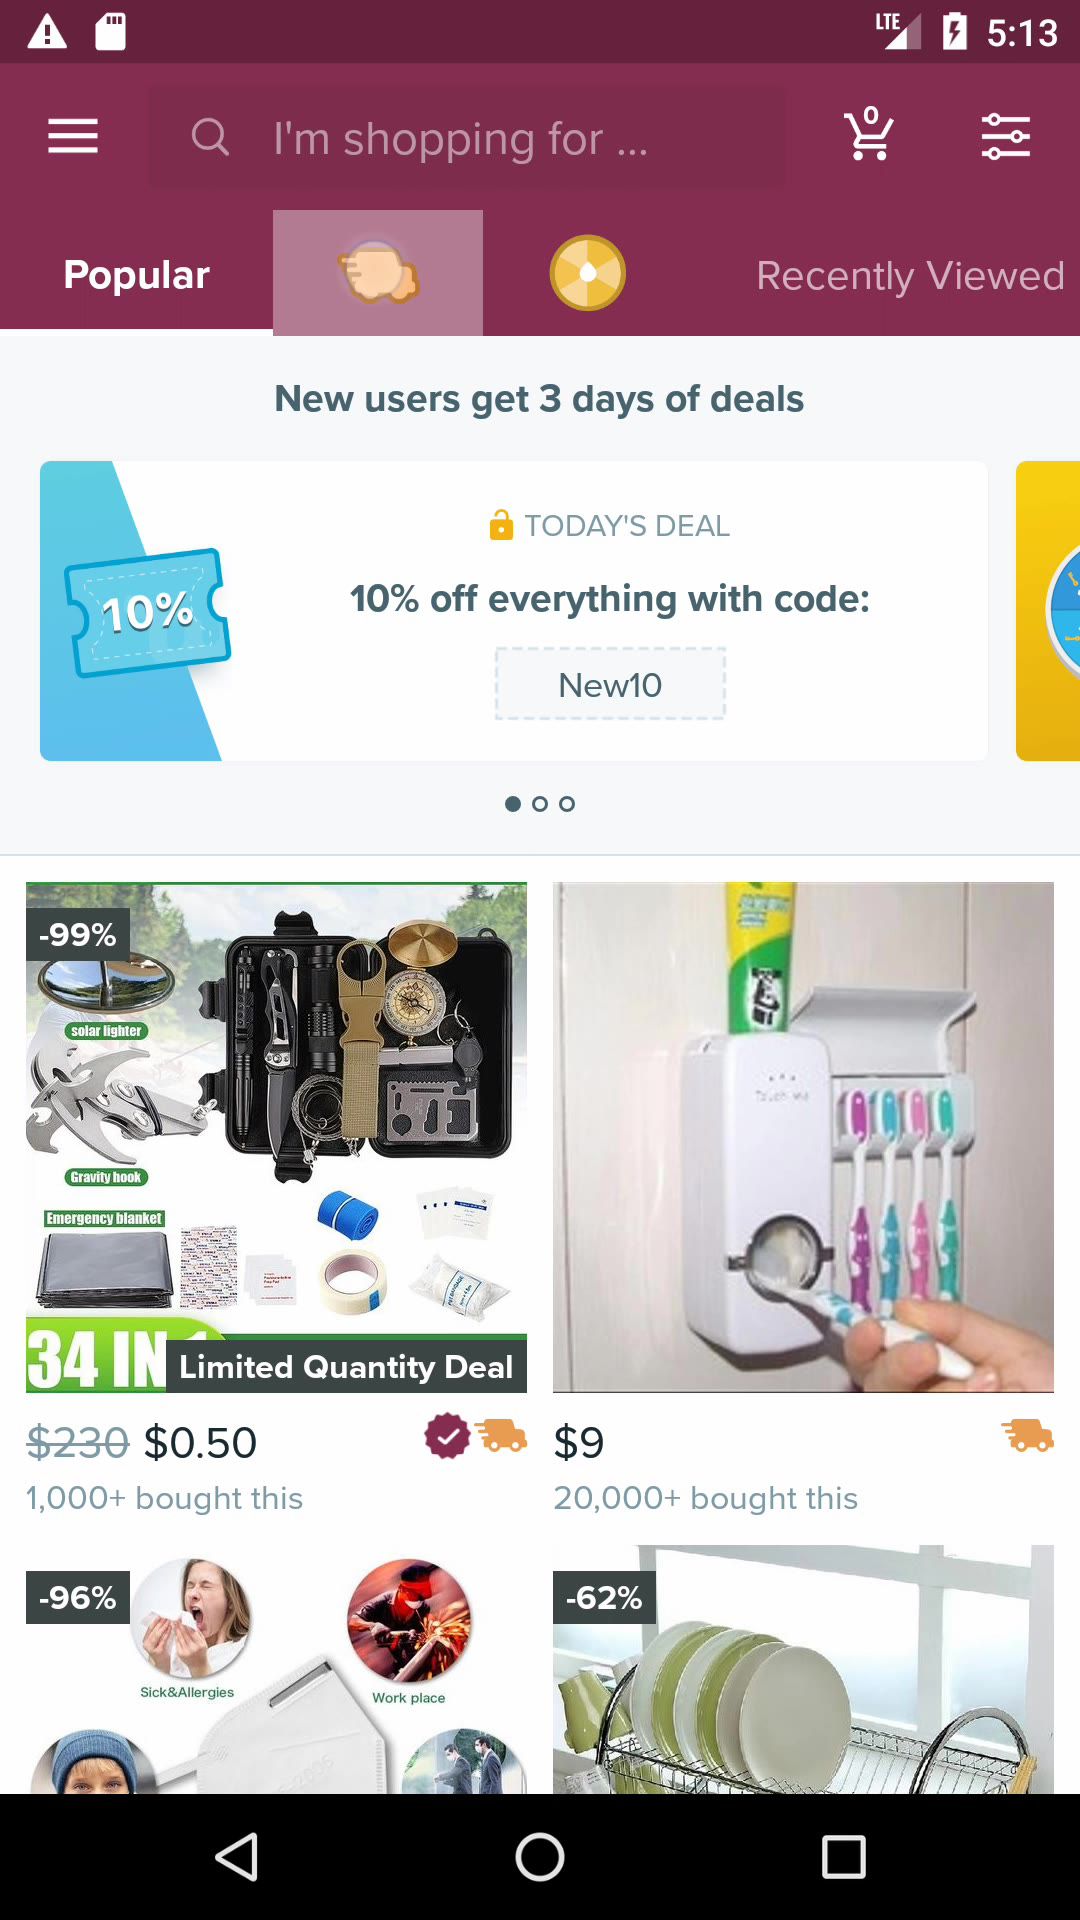 LTE 5:13
I'm shopping for ...
0
Popular
Recently Viewed
New users get 3 days of deals
TODAY'S DEAL
10% off everything with code:
10%
New10
-99%
solar lighter
Gravity hook
Emergency blanket
34 IN 1
Limited Quantity Deal
$230 $0.50
1,000+ bought this
$9
20,000+ bought this
-96%
Sick&Allergies
Work place
-62%